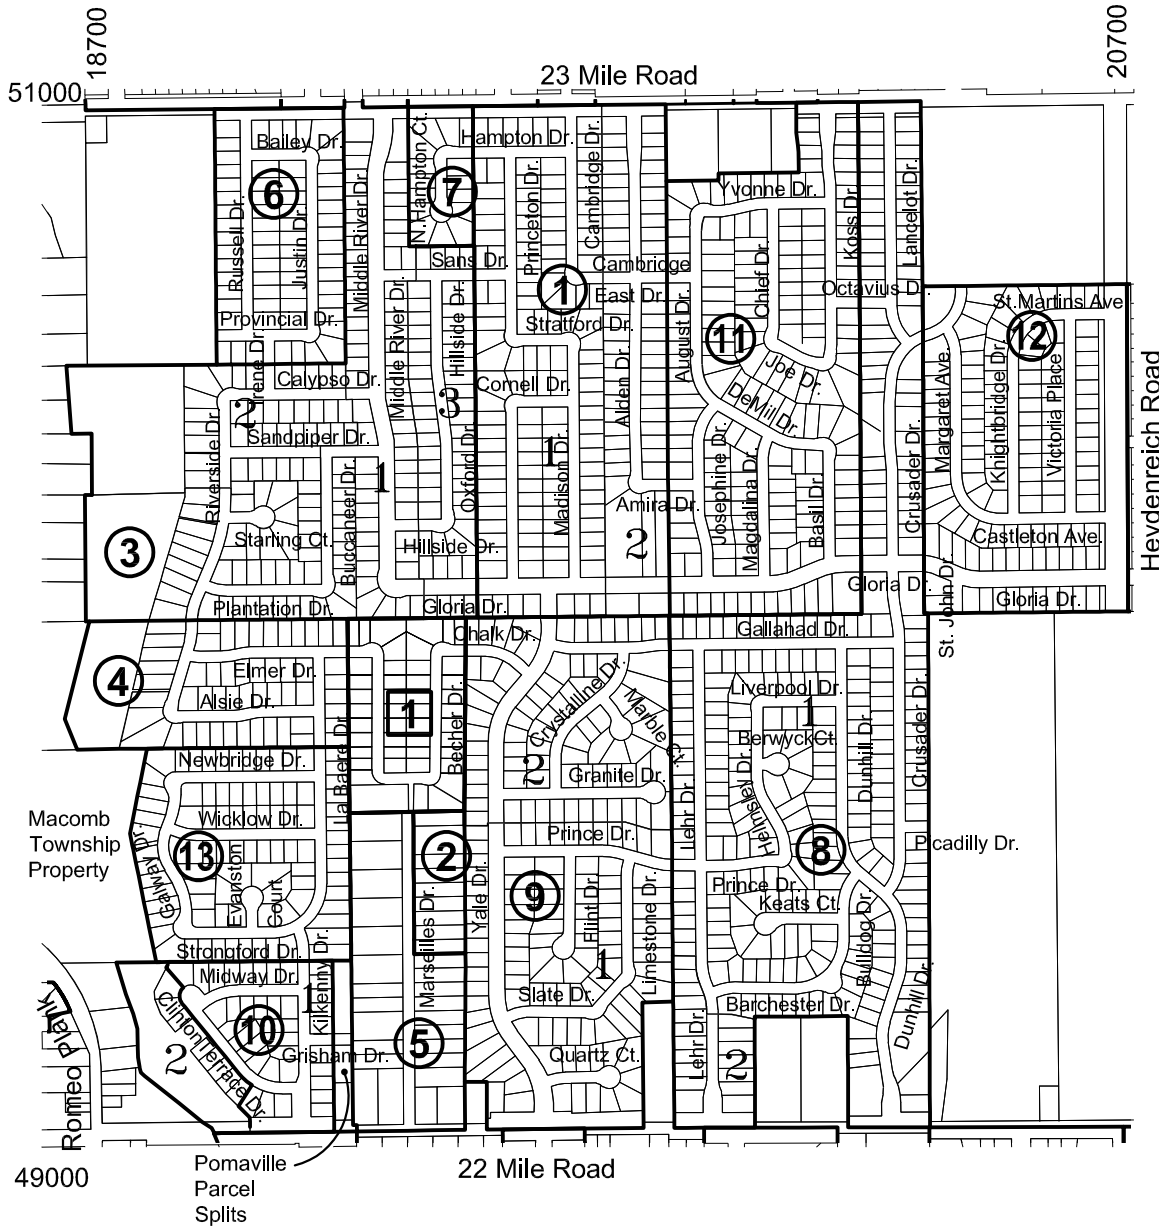 18700
20700
23 Mile Road
51000
Bailey Dr.
N. Hampton Ct.
Hampton Dr.
6
7
Russell Dr.
Justin Dr.
Middle River Dr.
Princeton Dr.
Cambridge Dr.
Yvonne Dr.
Koss Dr.
Lancelot Dr.
Sans Dr.
Cambridge
East Dr.
Chief Dr.
Octavius Dr.
St. Martins Ave.
Provincial Dr.
Middle River Dr.
Hillside Dr.
1
Stratford Dr.
August Dr.
11
12
Irene Dr.
Calypso Dr.
Cornell Dr.
Alden Dr.
Joe Dr.
Margaret Ave.
Knightbridge Dr.
Victoria Place
Heydenreich Road
2
3
DeMil Dr.
Riverside Dr.
Sandpiper Dr.
1
Oxford Dr.
1
Madison Dr.
Amira Dr.
Josephine Dr.
Magdalina Dr.
Basil Dr.
Crusader Dr.
3
Starling Ct.
Buccaneer Dr.
Hillside Dr.
2
Castleton Ave.
Plantation Dr.
Gloria Dr.
Gloria Dr.
St. John Dr.
Gloria Dr.
4
Chalk Dr.
Gallahad Dr.
Elmer Dr.
Alsie Dr.
1
Becher Dr.
Crystalline Dr.
Marble Ct.
Liverpool Dr.
1
Berwyck Ct.
Dunhill Dr.
Crusader Dr.
Newbridge Dr.
La Baere Dr.
2
Granite Dr.
Lehr Dr.
Helmsley Dr.
Macomb
Township
Property
Galway Dr.
Wicklow Dr.
13
2
Prince Dr.
8
Picadilly Dr.
Evanston
Court
Marseilles Dr.
Yale Dr.
9
Flint Dr.
Limestone Dr.
Prince Dr.
Keats Ct.
Bulldog Dr.
Strongford Dr.
Kilkenny Dr.
1
Midway Dr.
1
Slate Dr.
Barchester Dr.
Dunhill Dr.
Romeo Plank
Clinton Terrace Dr.
10
2
Grisham Dr.
5
Quartz Ct.
Lehr Dr.
2
49000
Pomaville
Parcel
Splits
22 Mile Road